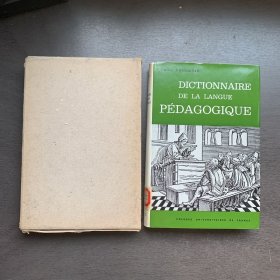 DICTIONNAIRE
DE LA LANGUE
PÉDAGOGIQUE
PRESSES UNIVERSITAIRES DE FRANCE